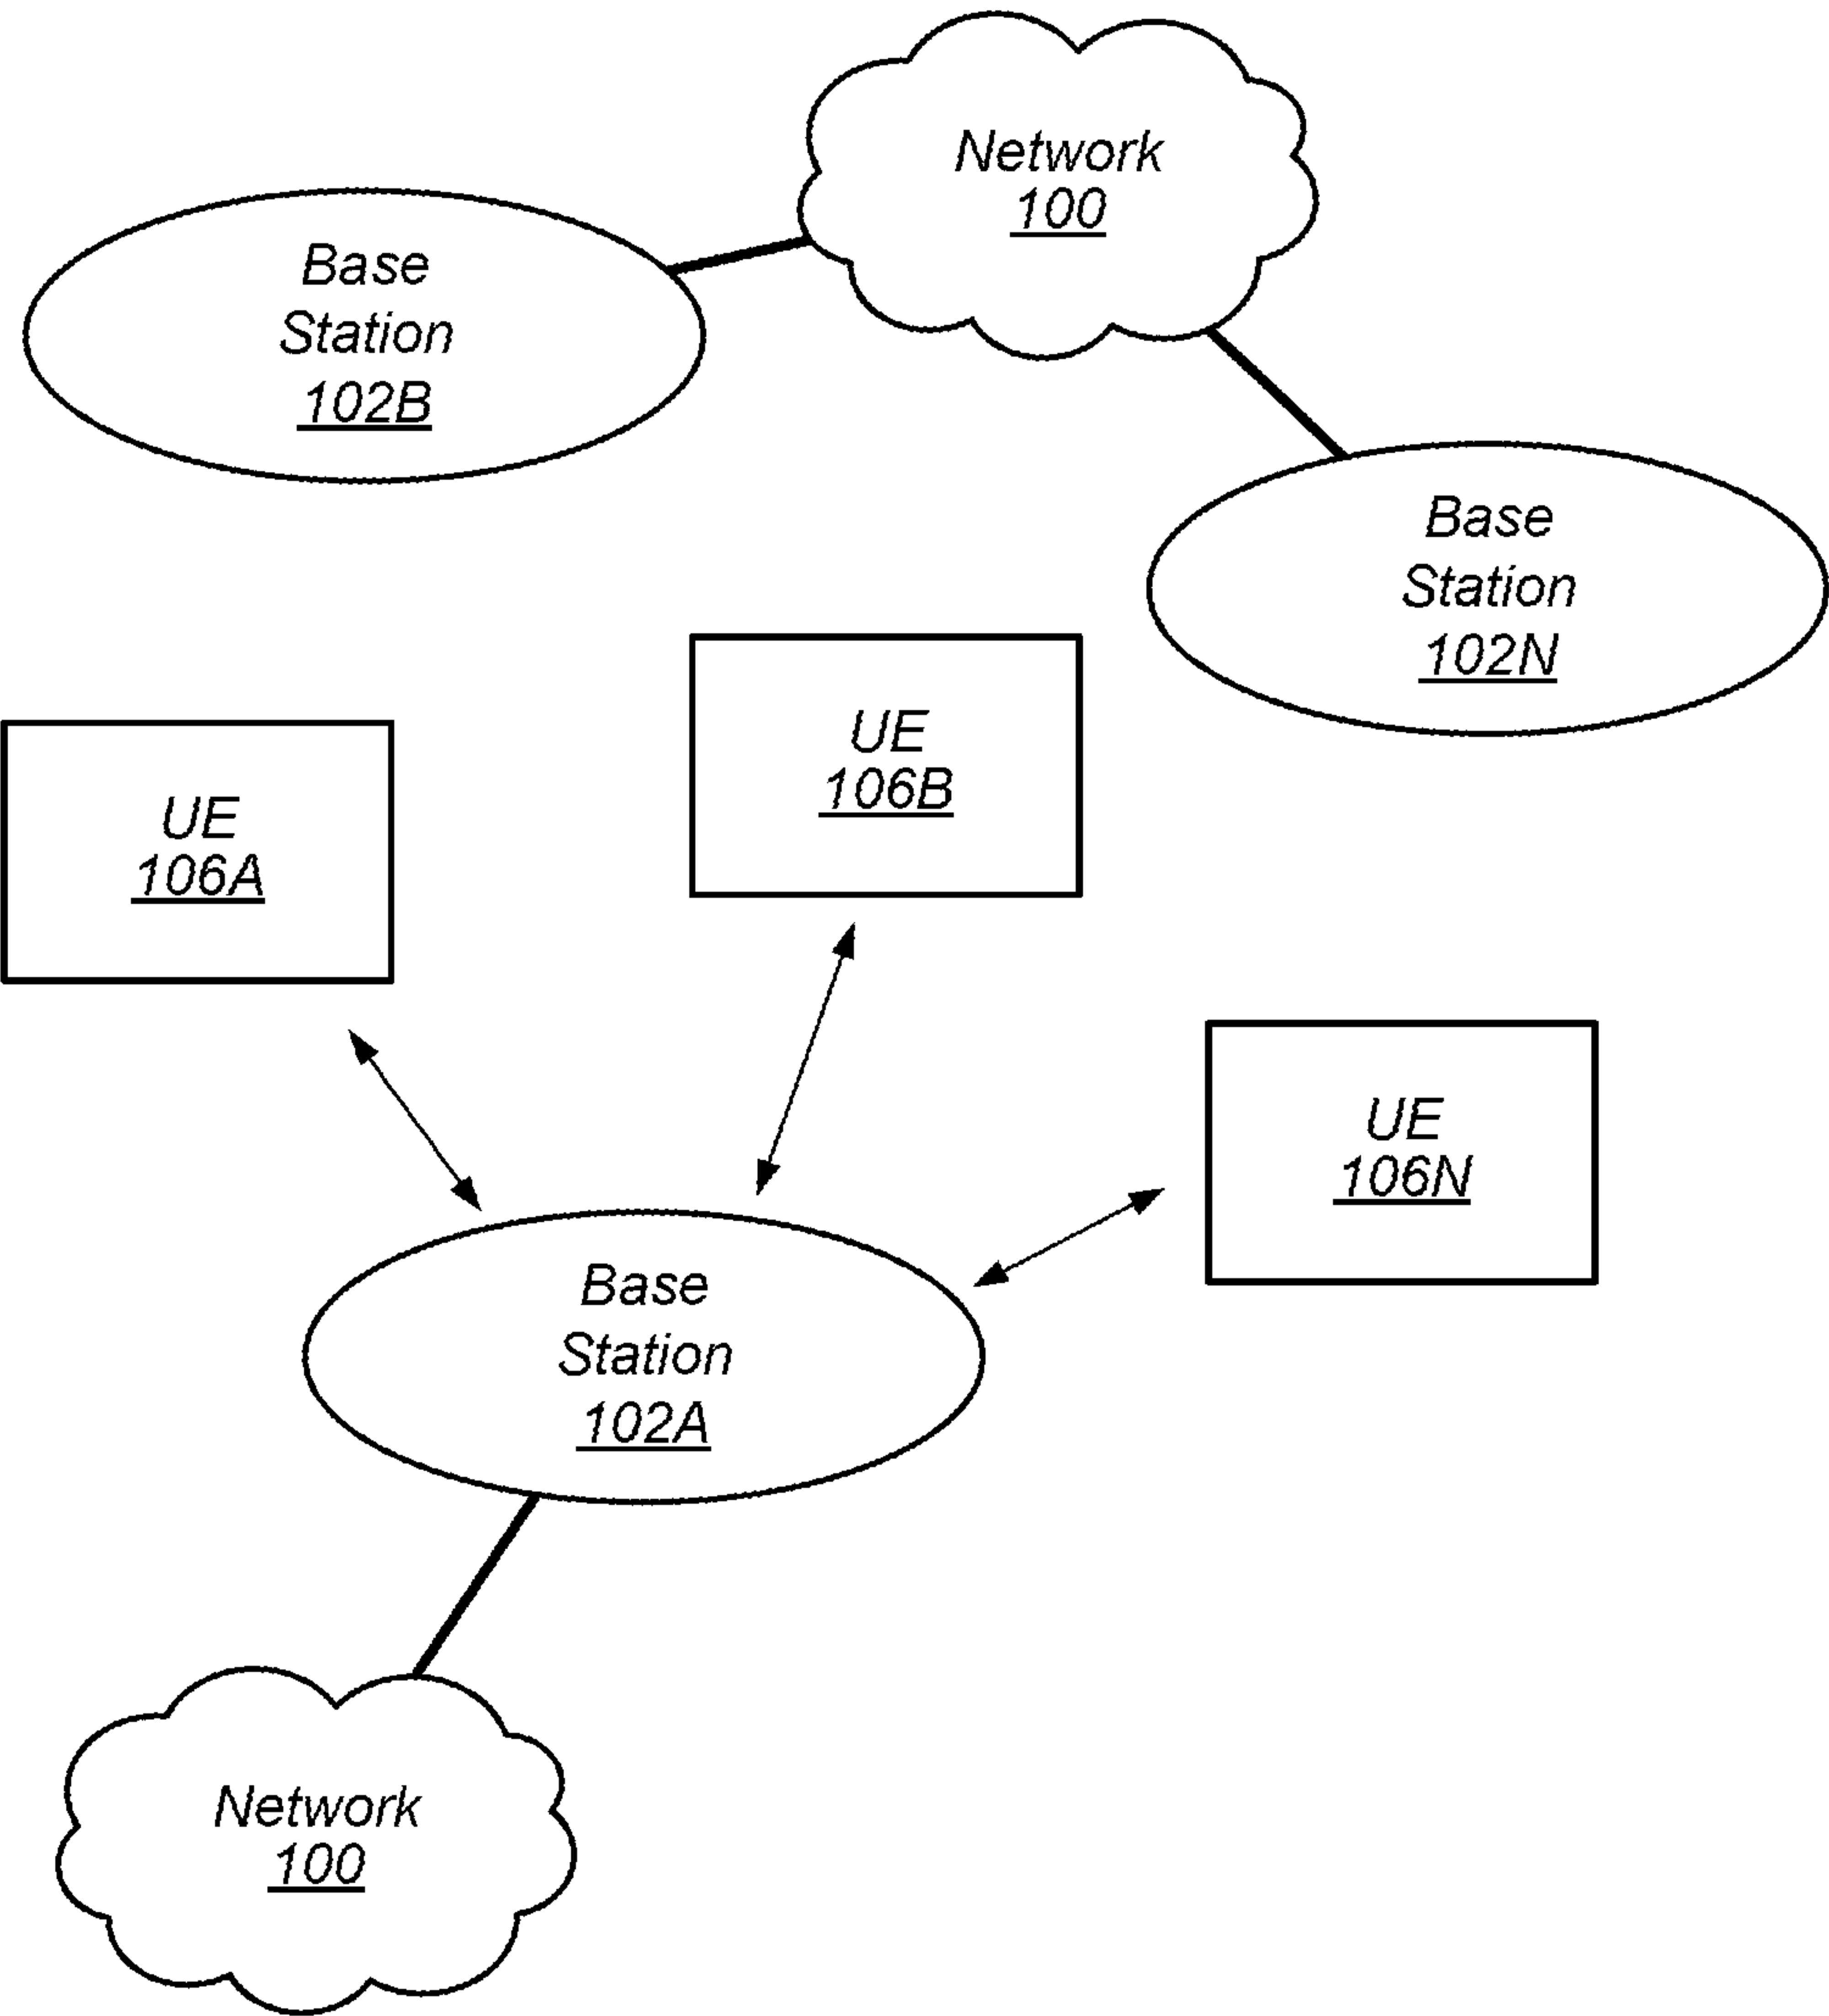 Network
100
Base
Station
102B
Base
Station
102N
UE
106B
UE
106A
UE
106N
Base
Station
102A
Network
100